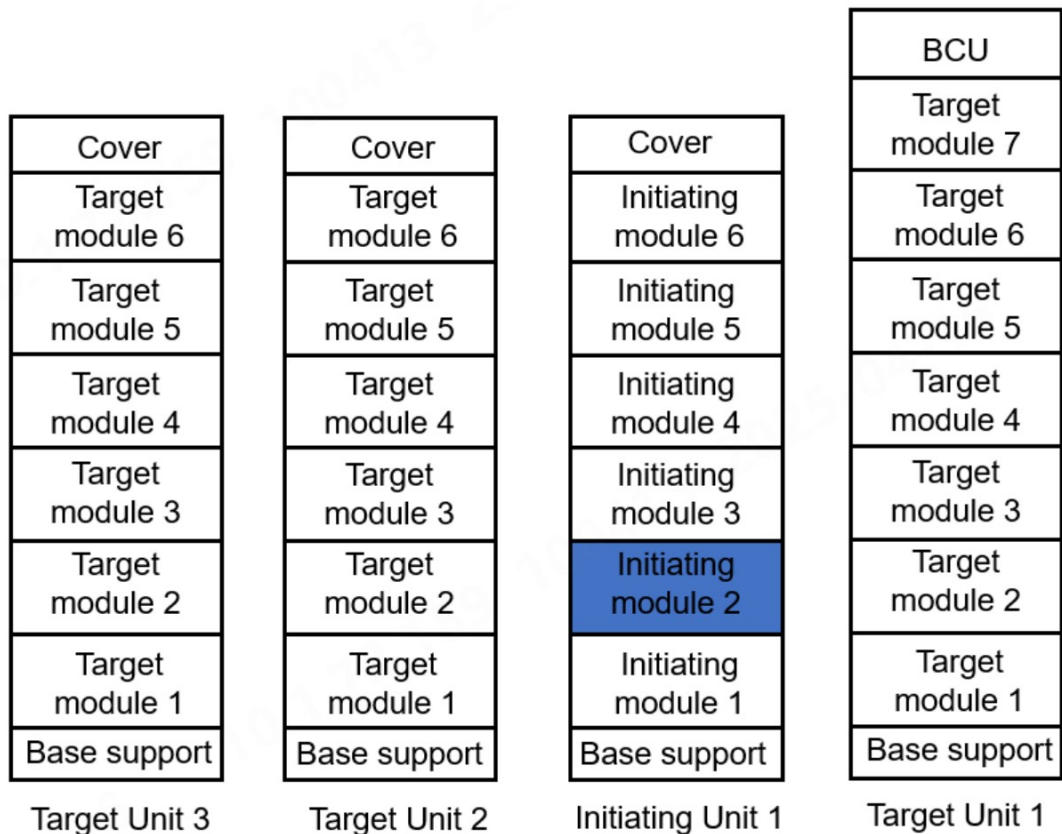 Cover
Target
module 6
Target
module 5
Target
module 4
Target
module 3
Target
module 2
Target
module 1
Base support
Target Unit 3
Cover
Target
module 6
Target
module 5
Target
module 4
Target
module 3
Target
module 2
Target
module 1
Base support
Target Unit 2
Cover
Initiating
module 6
Initiating
module 5
Initiating
module 4
Initiating
module 3
Initiating
module 2
Initiating
module 1
Base support
Initiating Unit 1
BCU
Target
module 7
Target
module 6
Target
module 5
Target
module 4
Target
module 3
Target
module 2
Target
module 1
Base support
Target Unit 1